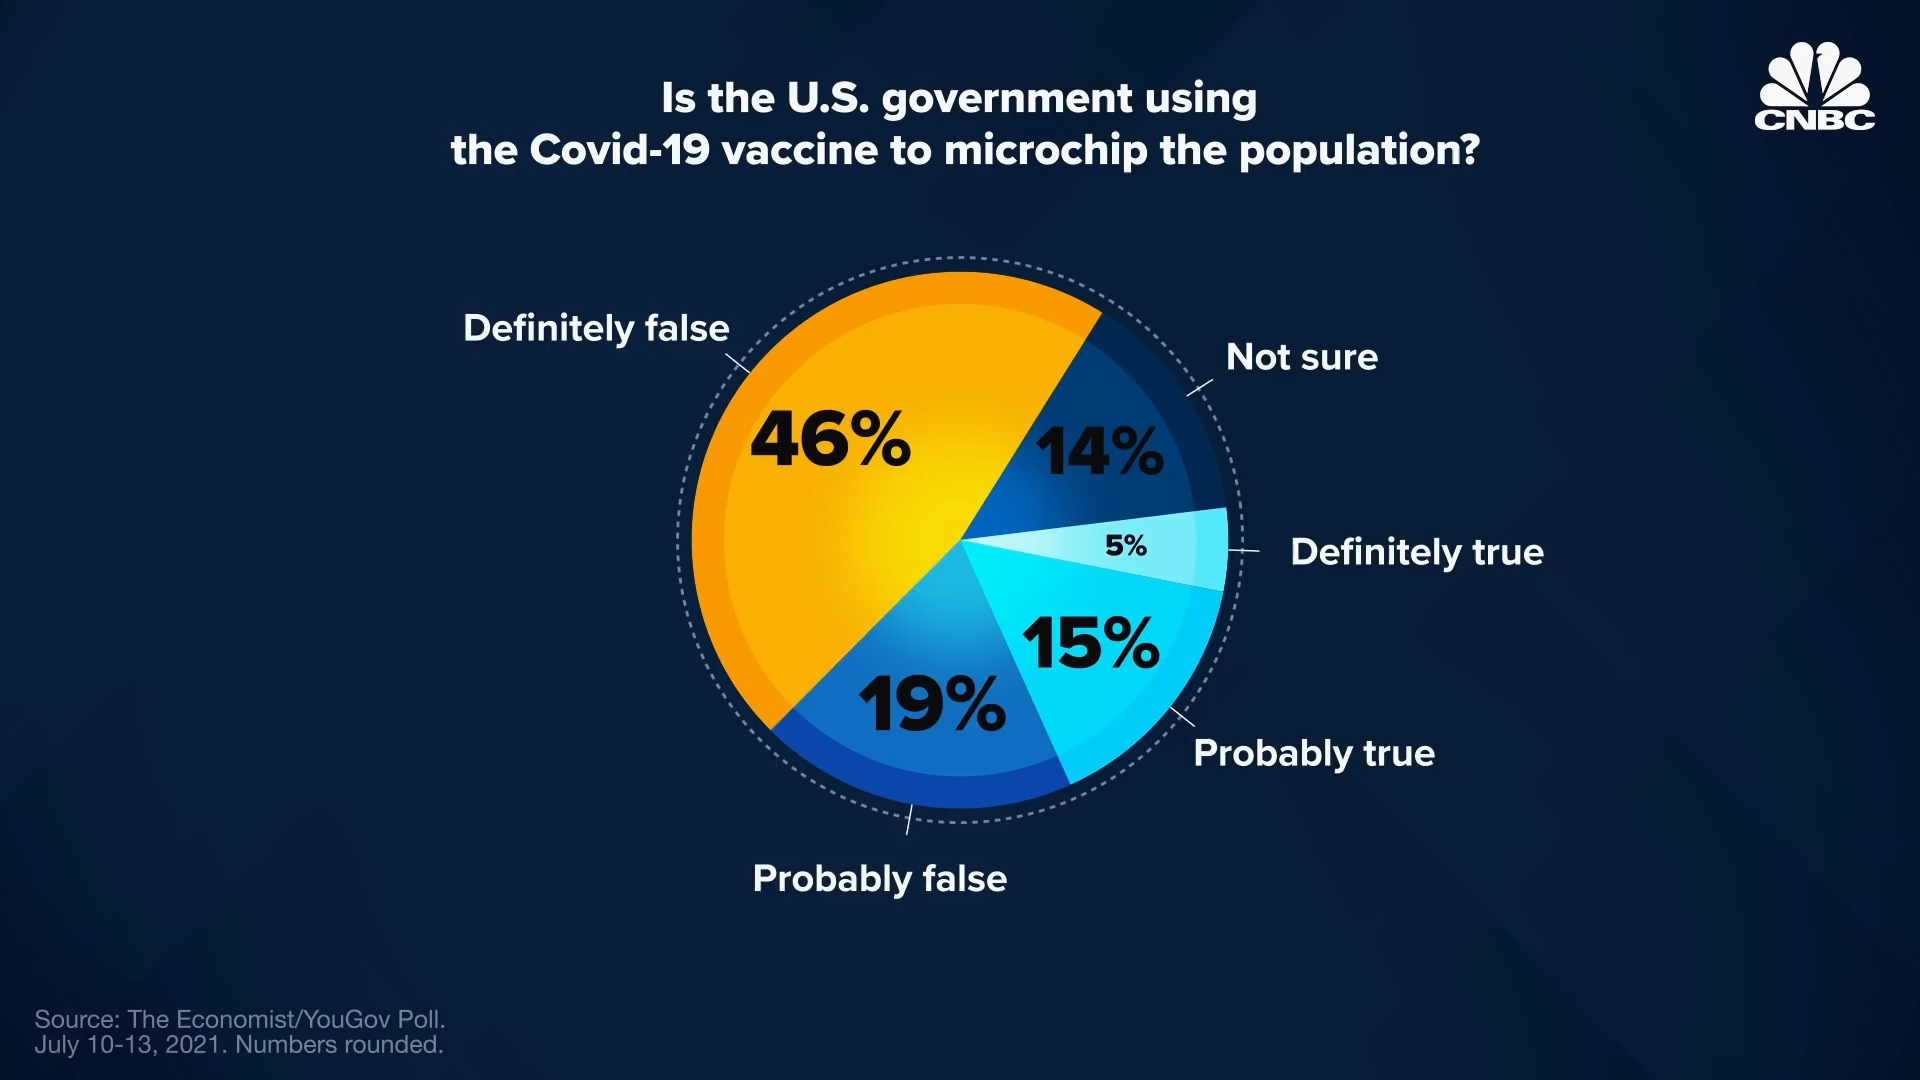 Is the U.S. government using
the Covid-19 vaccine to microchip the population?
CNBC
Definitely false
46%
Not sure
14%
5%
Definitely true
15%
Probably true
19%
Probably false
Source: The Economist/YouGov Poll.
July 10-13, 2021. Numbers rounded.